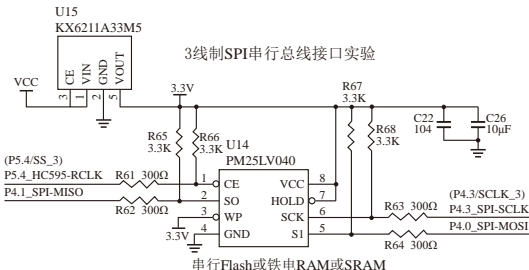 U15
KX6211A33M5
3线制SPI串行总线接口实验
CE
VIN
GND
VOUT
VCC
3
1
2
5
3.3V
R67
3.3K
R65
3.3K
R66
3.3K
U14
PM25LV040
R68
3.3K
C22
104
C26
10μF
(P5.4/SS_3)
P5.4_HC595-RCLK
R61 300Ω
1
CE
VCC
8
P4.1_SPI-MISO
R62 300Ω
2
SO
HOLD
7
3
WP
SCK
6
R63 300Ω
(P4.3/SCLK_3)
P4.3_SPI-SCLK
3.3V
4
GND
S1
5
R64 300Ω
P4.0_SPI-MOSI
串行Flash或铁电RAM或SRAM